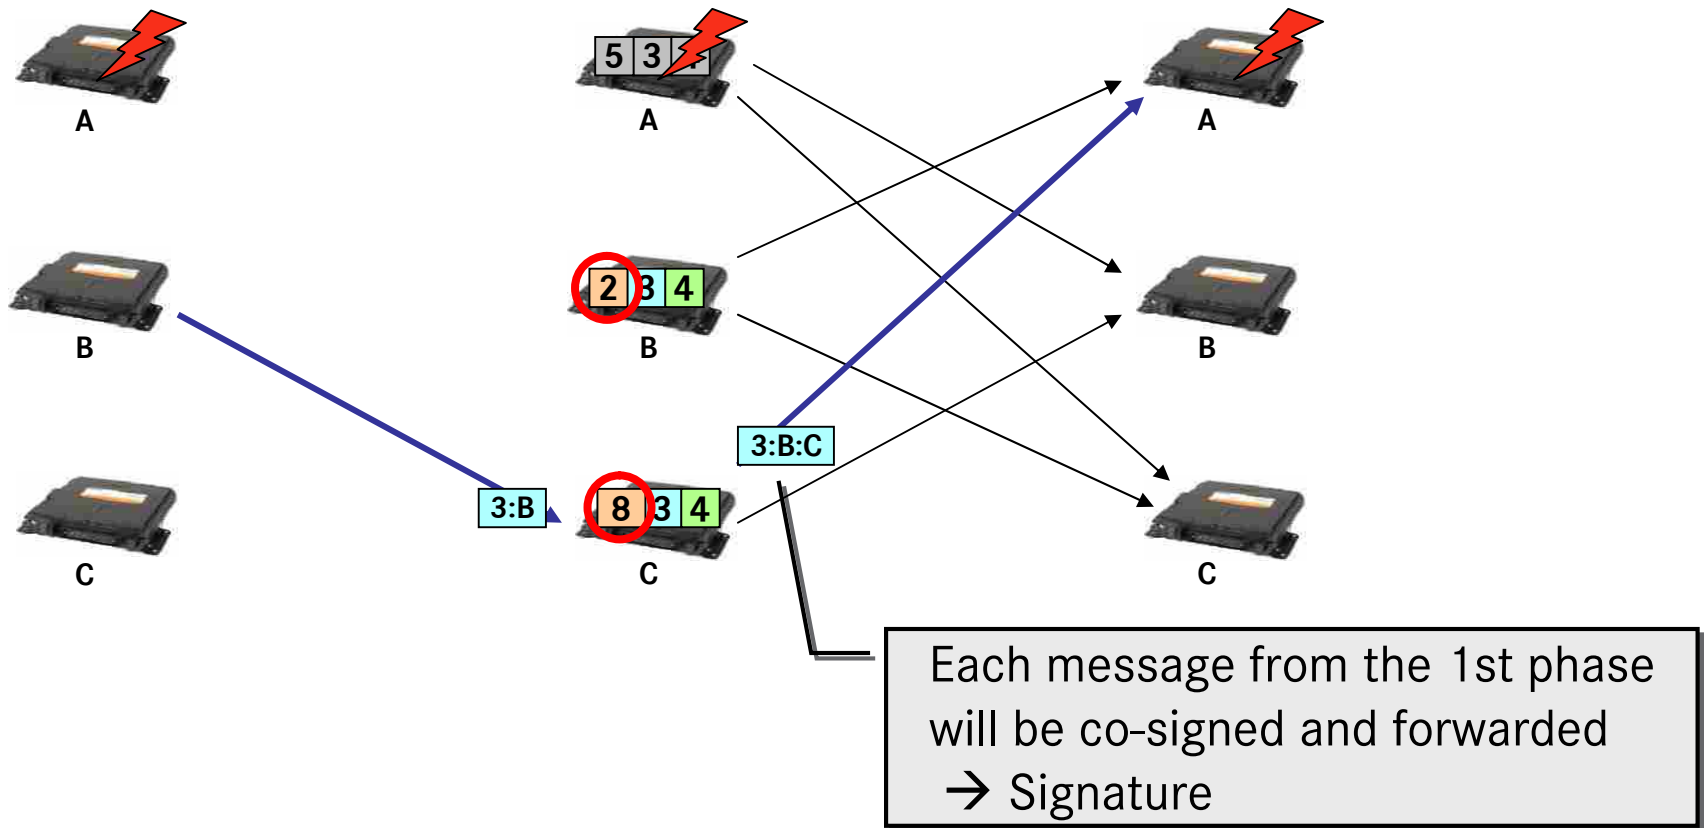 5 3
A A A
2 3 4
B B B
3:B:C
3:B
8 3 4
C C C
Each message from the 1st phase
will be co-signed and forwarded
→ Signature